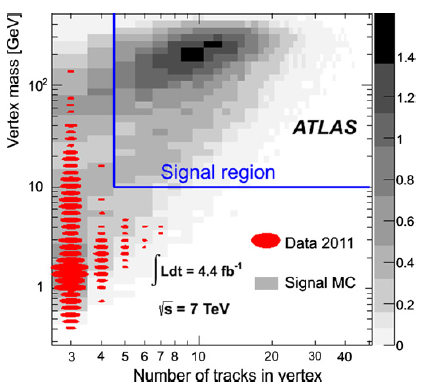 Vertex mass [GeV]
10²
10
1
ATLAS
Signal region
Data 2011
∫Ldt = 4.4 fb⁻¹
Signal MC
√s = 7 TeV
3 4 5 6 7 8 10 20 30 40
Number of tracks in vertex
1.4
1.2
1
0.8
0.6
0.4
0.2
0